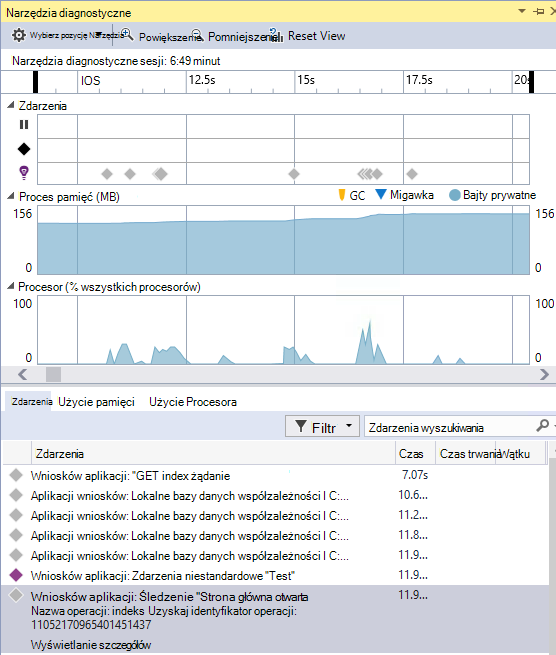 Narzędzia diagnostyczne
Wybierz pozycję Narzędzia Powiększenie Pomniejszenie Reset View
Narzędzia diagnostyczne sesji: 6:49 minut
IOS 12.5s 15s 17.5s 20s
Zdarzenia
Proces pamięć (MB) GC Migawka Bajty prywatne
156 156
0 0
Procesor (% wszystkich procesorów)
100 100
0 0
Zdarzenia Użycie pamięci Użycie Procesora
Filtr Zdarzenia wyszukiwania
Zdarzenia Czas Czas trwania Wątku
Wniosków aplikacji: "GET index żądanie 7.07s
Aplikacji wniosków: Lokalne bazy danych współzależności I C:... 10.6...
Aplikacji wniosków: Lokalne bazy danych współzależności I C:... 11.2...
Aplikacji wniosków: Lokalne bazy danych współzależności I C:... 11.8...
Aplikacji wniosków: Lokalne bazy danych współzależności I C:... 11.9...
Wniosków aplikacji: Zdarzenia niestandardowe "Test" 11.9...
Wniosków aplikacji: Śledzenie "Strona główna otwarta 11.9...
Nazwa operacji: indeks Uzyskaj identyfikator operacji:
11052170965401451437
Wyświetlanie szczegółów